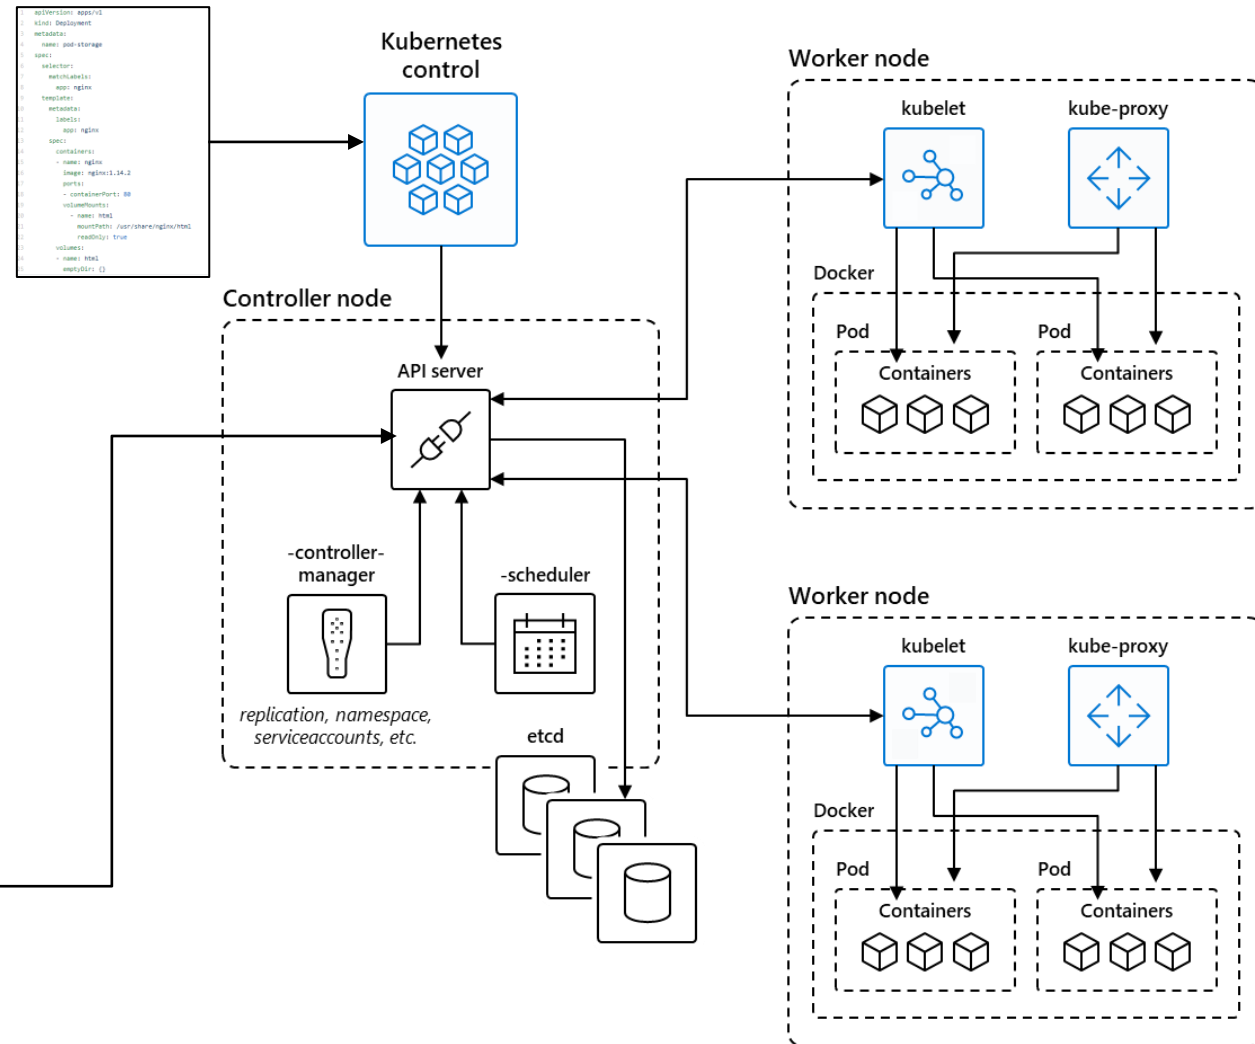 apiVersion: apps/v1
kind: Deployment
metadata:
name: pod-storage
spec:
selector:
matchLabels:
app: nginx
template:
metadata:
labels:
app: nginx
spec:
containers:
- name: nginx
image: nginx:1.14.2
ports:
- containerPort: 80
volumeMounts:
- name: html
mountPath: /usr/share/nginx/html
readOnly: true
volumes:
- name: html
emptyDir: {}
Kubernetes
control
Controller node
API server
-controller-
manager
-scheduler
replication, namespace,
serviceaccounts, etc.
etcd
Worker node
kubelet
kube-proxy
Docker
Pod
Pod
Containers
Containers
Worker node
kubelet
kube-proxy
Docker
Pod
Pod
Containers
Containers